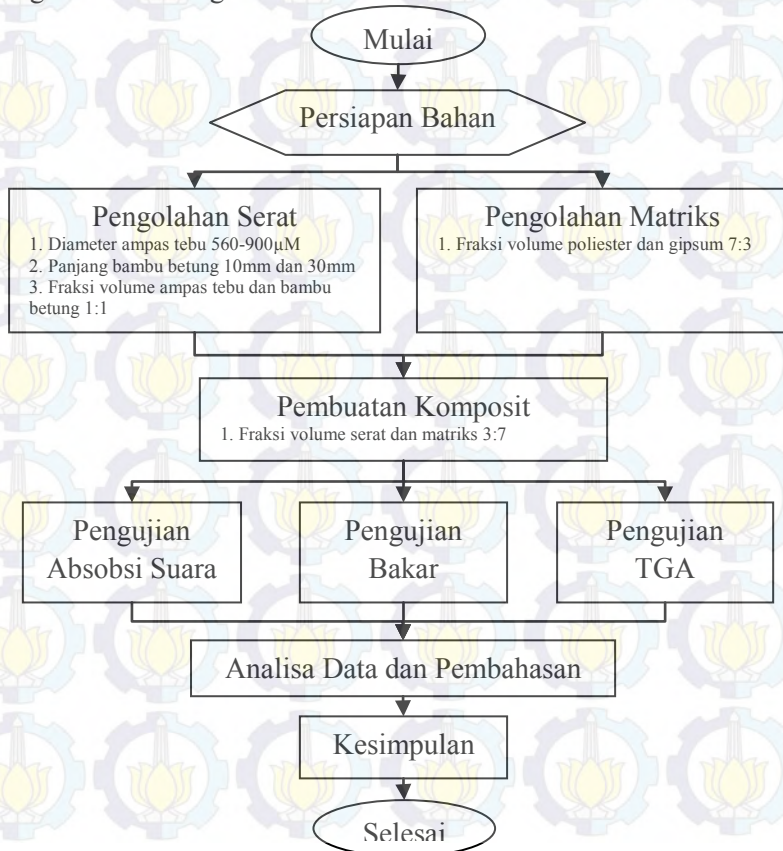 Mulai
Persiapan Bahan
Pengolahan Serat
1. Diameter ampas tebu 560-900µM
2. Panjang bambu betung 10mm dan 30mm
3. Fraksi volume ampas tebu dan bambu
betung 1:1
Pengolahan Matriks
1. Fraksi volume poliester dan gipsum 7:3
Pembuatan Komposit
1. Fraksi volume serat dan matriks 3:7
Pengujian
Absobsi Suara
Pengujian
Bakar
Pengujian
TGA
Analisa Data dan Pembahasan
Kesimpulan
Selesai